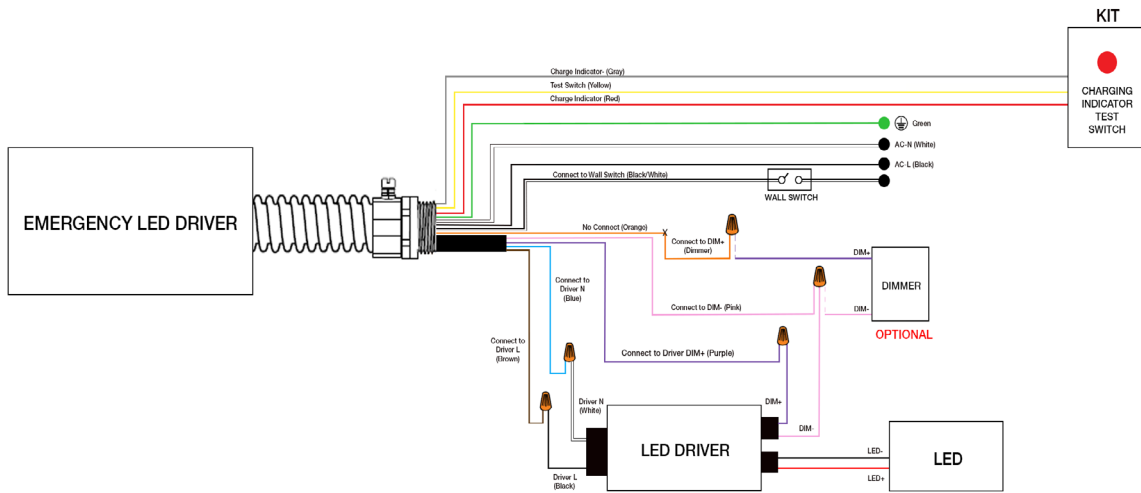 KIT
Charge Indicator- (Gray)
Test Switch (Yellow)
Charge Indicator (Red)
CHARGING
INDICATOR
TEST
SWITCH
Green
AC-N (White)
AC-L (Black)
Connect to Wall Switch (Black/White)
WALL SWITCH
EMERGENCY LED DRIVER
No Connect (Orange)
X
Connect to DIM+
(Dimmer)
DIM+
DIMMER
DIM-
OPTIONAL
Connect to
Driver N
(Blue)
Connect to DIM- (Pink)
Connect to
Driver L
(Brown)
Connect to Driver DIM+ (Purple)
Driver N
(White)
DIM+
DIM-
LED DRIVER
LED-
LED+
LED
Driver L
(Black)